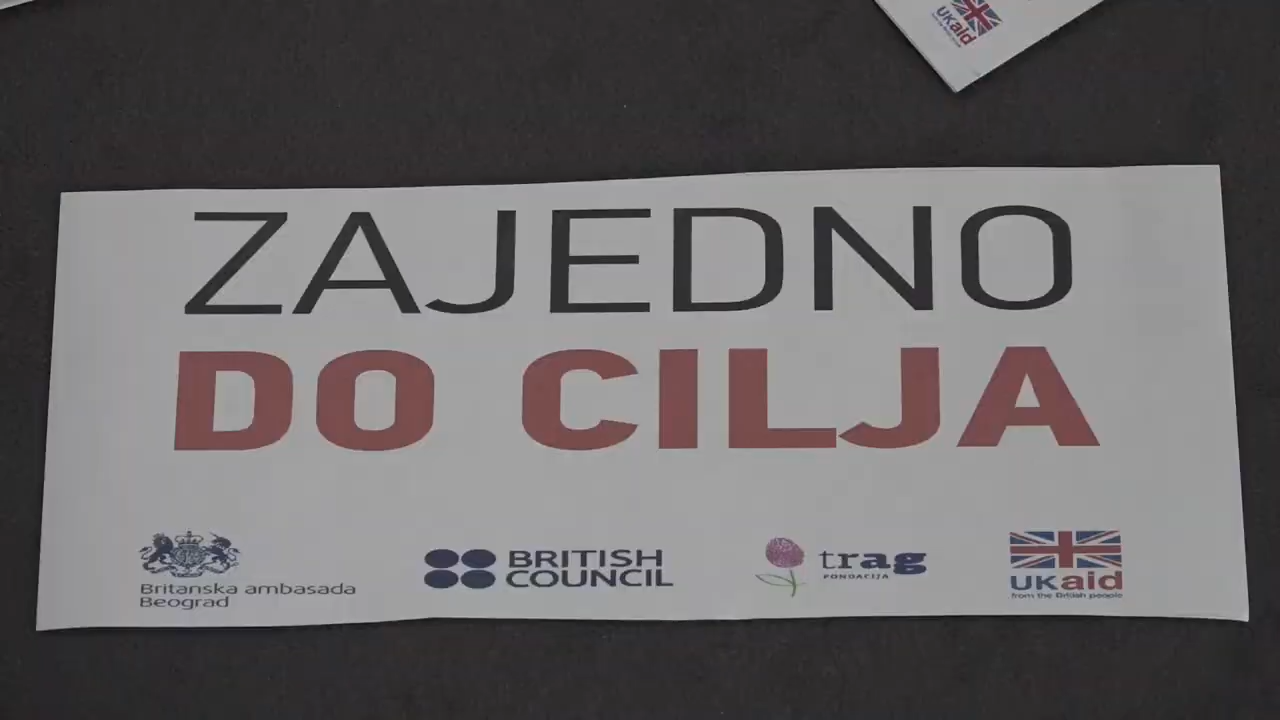 UKaid
ZAJEDNO
DO CILJA
Britanska ambasada
Beograd
BRITISH
COUNCIL
trag
FONDACIJA
UKaid
from the British people